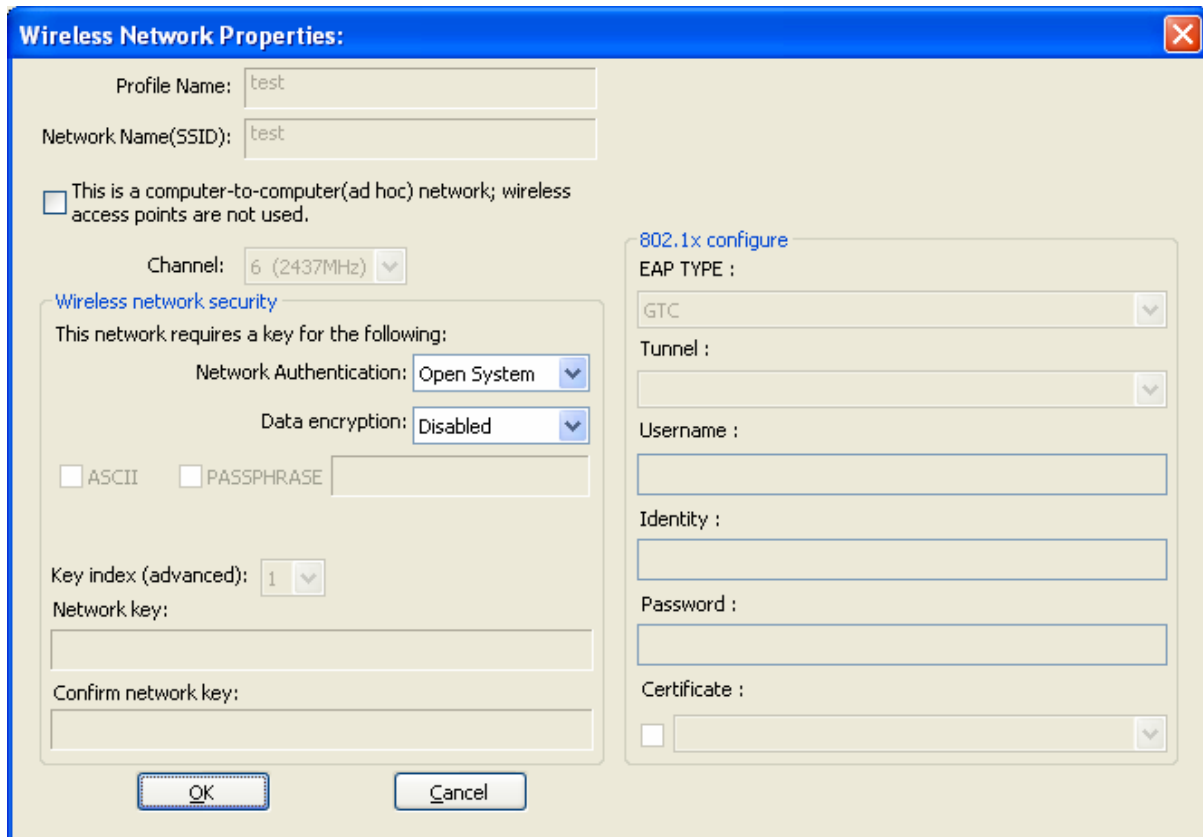 Wireless Network Properties:
Profile Name: test
Network Name(SSID): test
This is a computer-to-computer(ad hoc) network; wireless
access points are not used.
Channel: 6 (2437MHz)
Wireless network security
This network requires a key for the following:
Network Authentication: Open System
Data encryption: Disabled
ASCII PASSPHRASE
Key index (advanced): 1
Network key:
Confirm network key:
OK Cancel
802.1x configure
EAP TYPE :
GTC
Tunnel :
Username :
Identity :
Password :
Certificate :